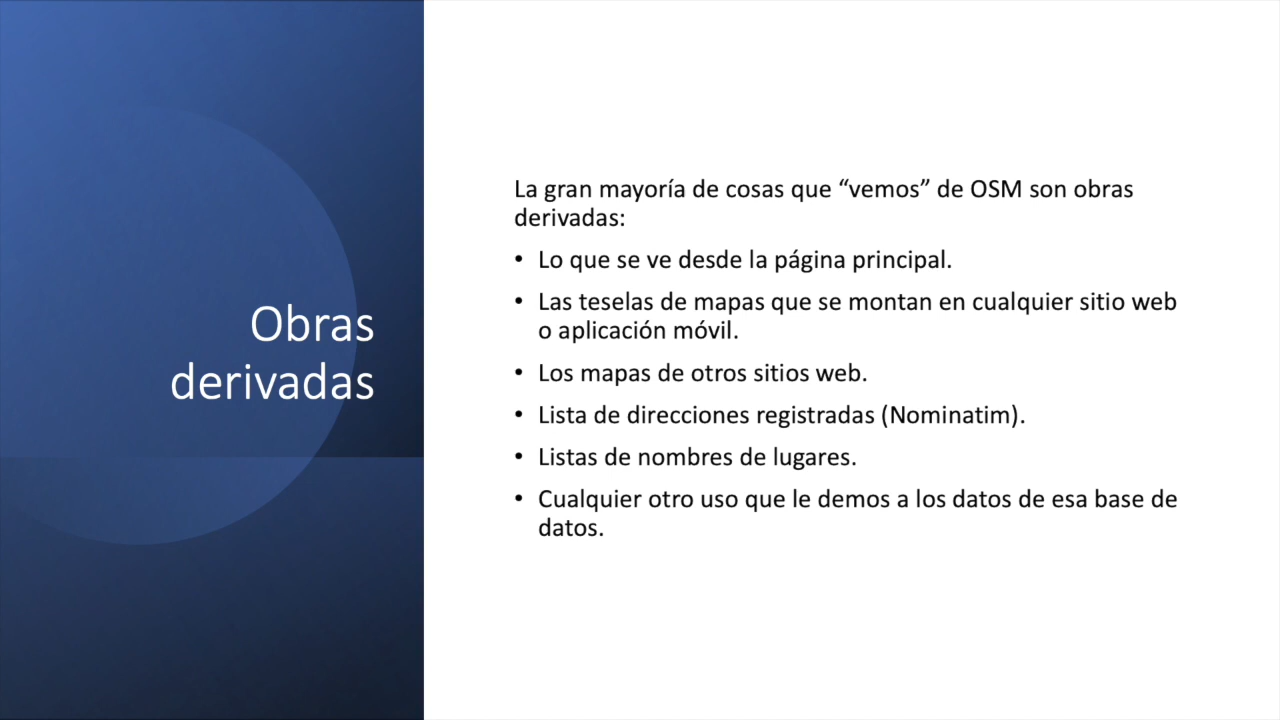 Obras
derivadas
La gran mayoría de cosas que “vemos” de OSM son obras
derivadas:
• Lo que se ve desde la página principal.
• Las teselas de mapas que se montan en cualquier sitio web
o aplicación móvil.
• Los mapas de otros sitios web.
• Lista de direcciones registradas (Nominatim).
• Listas de nombres de lugares.
• Cualquier otro uso que le demos a los datos de esa base de
datos.